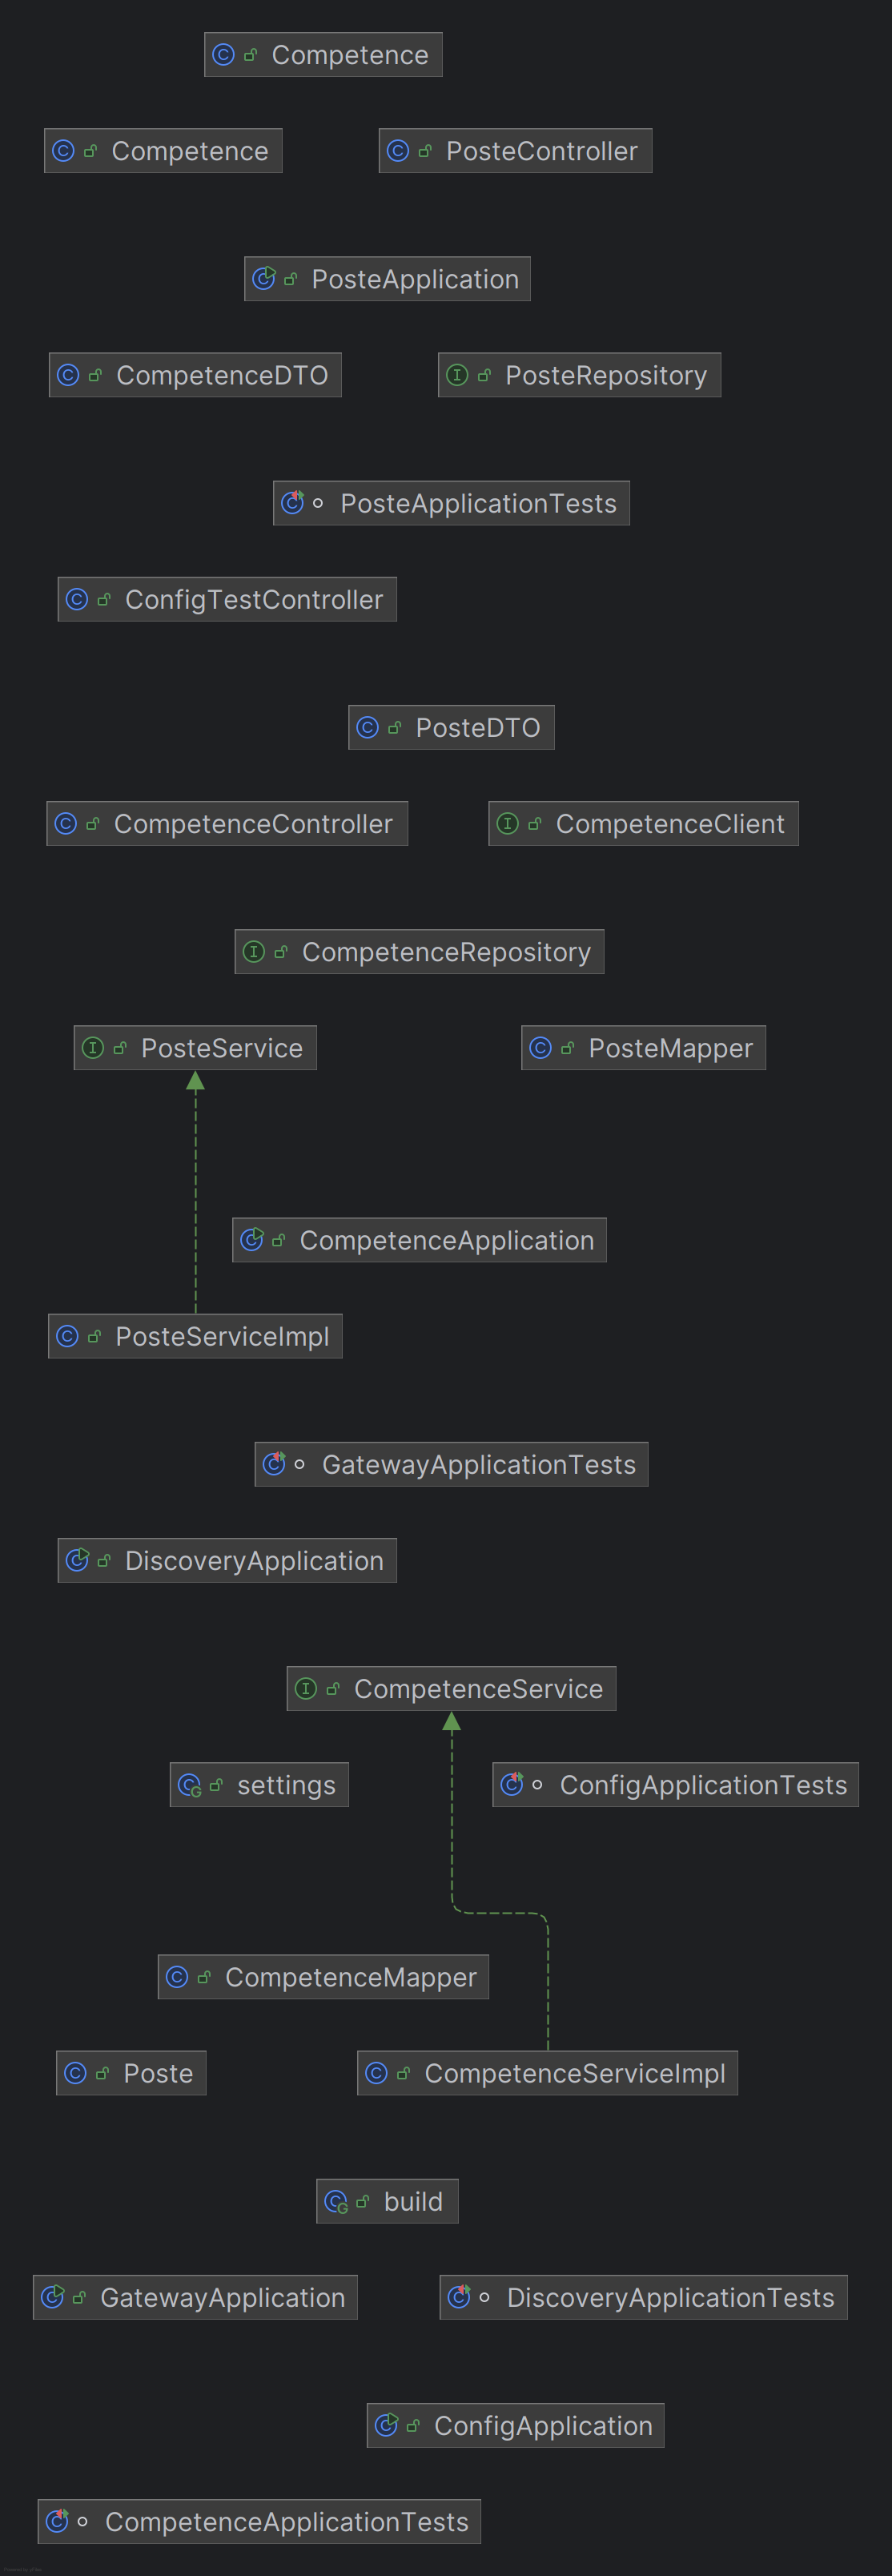 Competence
Competence
PosteController
PosteApplication
CompetenceDTO
PosteRepository
PosteApplicationTests
ConfigTestController
PosteDTO
CompetenceController
CompetenceClient
CompetenceRepository
PosteService
PosteMapper
CompetenceApplication
PosteServiceImpl
GatewayApplicationTests
DiscoveryApplication
CompetenceService
settings
ConfigApplicationTests
CompetenceMapper
Poste
CompetenceServiceImpl
build
GatewayApplication
DiscoveryApplicationTests
ConfigApplication
CompetenceApplicationTests